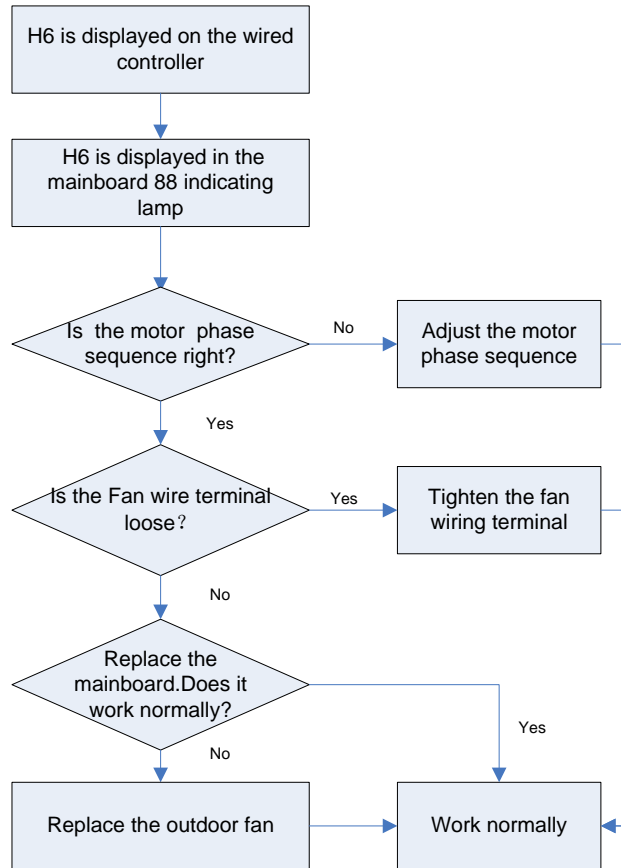 H6 is displayed on the wired
controller
H6 is displayed in the
mainboard 88 indicating
lamp
Is the motor phase
sequence right?
No
Adjust the motor
phase sequence
Yes
Is the Fan wire terminal
loose？
Yes
Tighten the fan
wiring terminal
No
Replace the
mainboard.Does it
work normally?
Yes
No
Replace the outdoor fan
Work normally